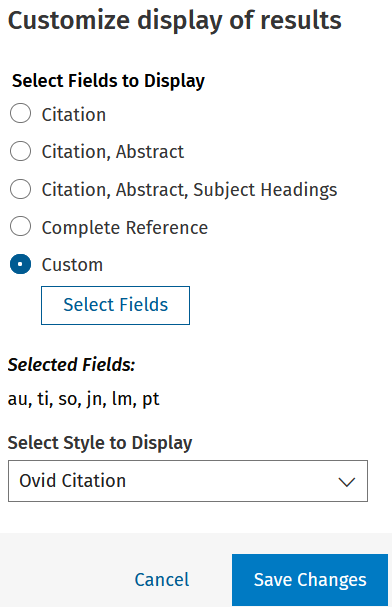 Customize display of results
Select Fields to Display
Citation
Citation, Abstract
Citation, Abstract, Subject Headings
Complete Reference
Custom
Select Fields
Selected Fields:
au, ti, so, jn, lm, pt
Select Style to Display
Ovid Citation
Cancel Save Changes